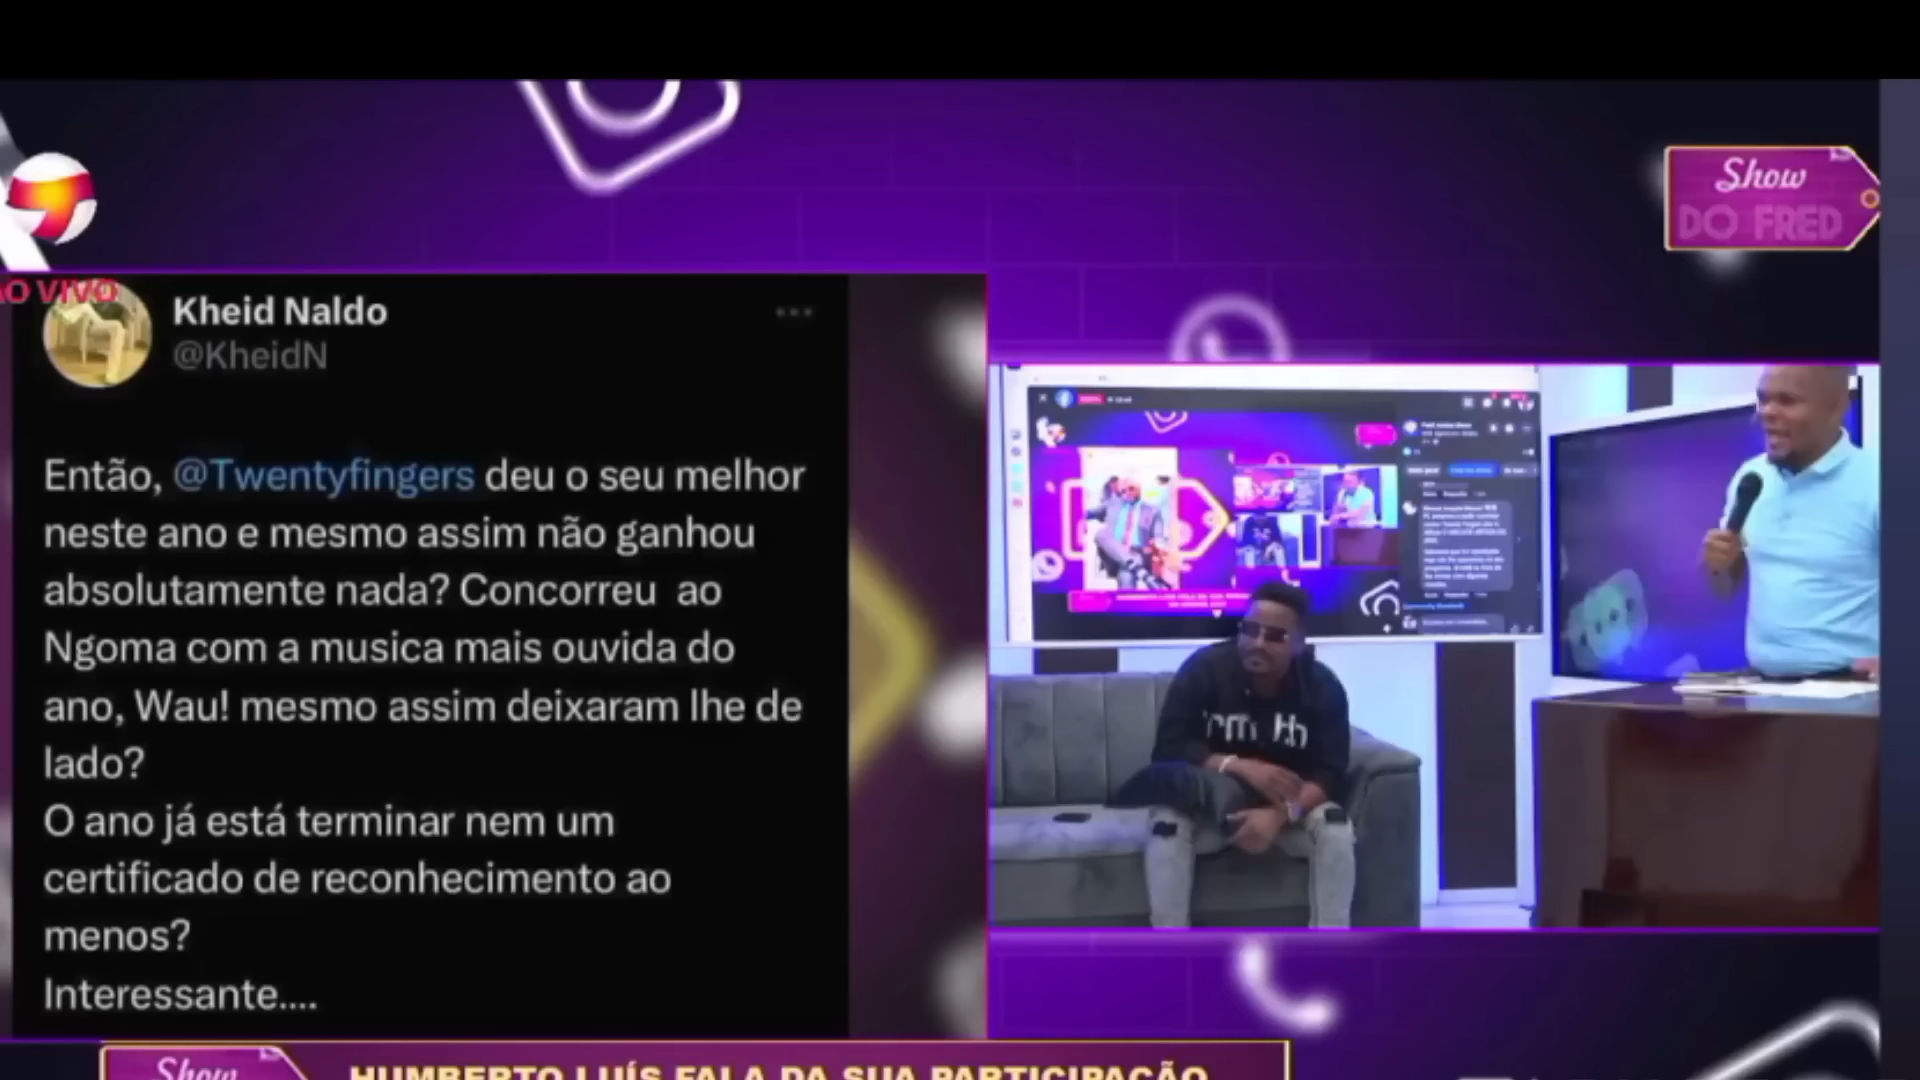 Show
DO FRED
AO VIVO
Kheid Naldo
@KheidN
Então, @Twentyfingers deu o seu melhor
neste ano e mesmo assim não ganhou
absolutamente nada? Concorreu  ao
Ngoma com a musica mais ouvida do
ano, Wau! mesmo assim deixaram lhe de
lado?
O ano já está terminar nem um
certificado de reconhecimento ao
menos?
Interessante....
Show
HUMBERTO LUÍS FALA DA SUA PARTICIPAÇÃO